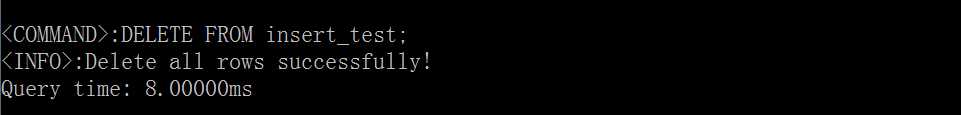 <COMMAND>:DELETE FROM insert_test;
<INFO>:Delete all rows successfully!
Query time: 8.00000ms